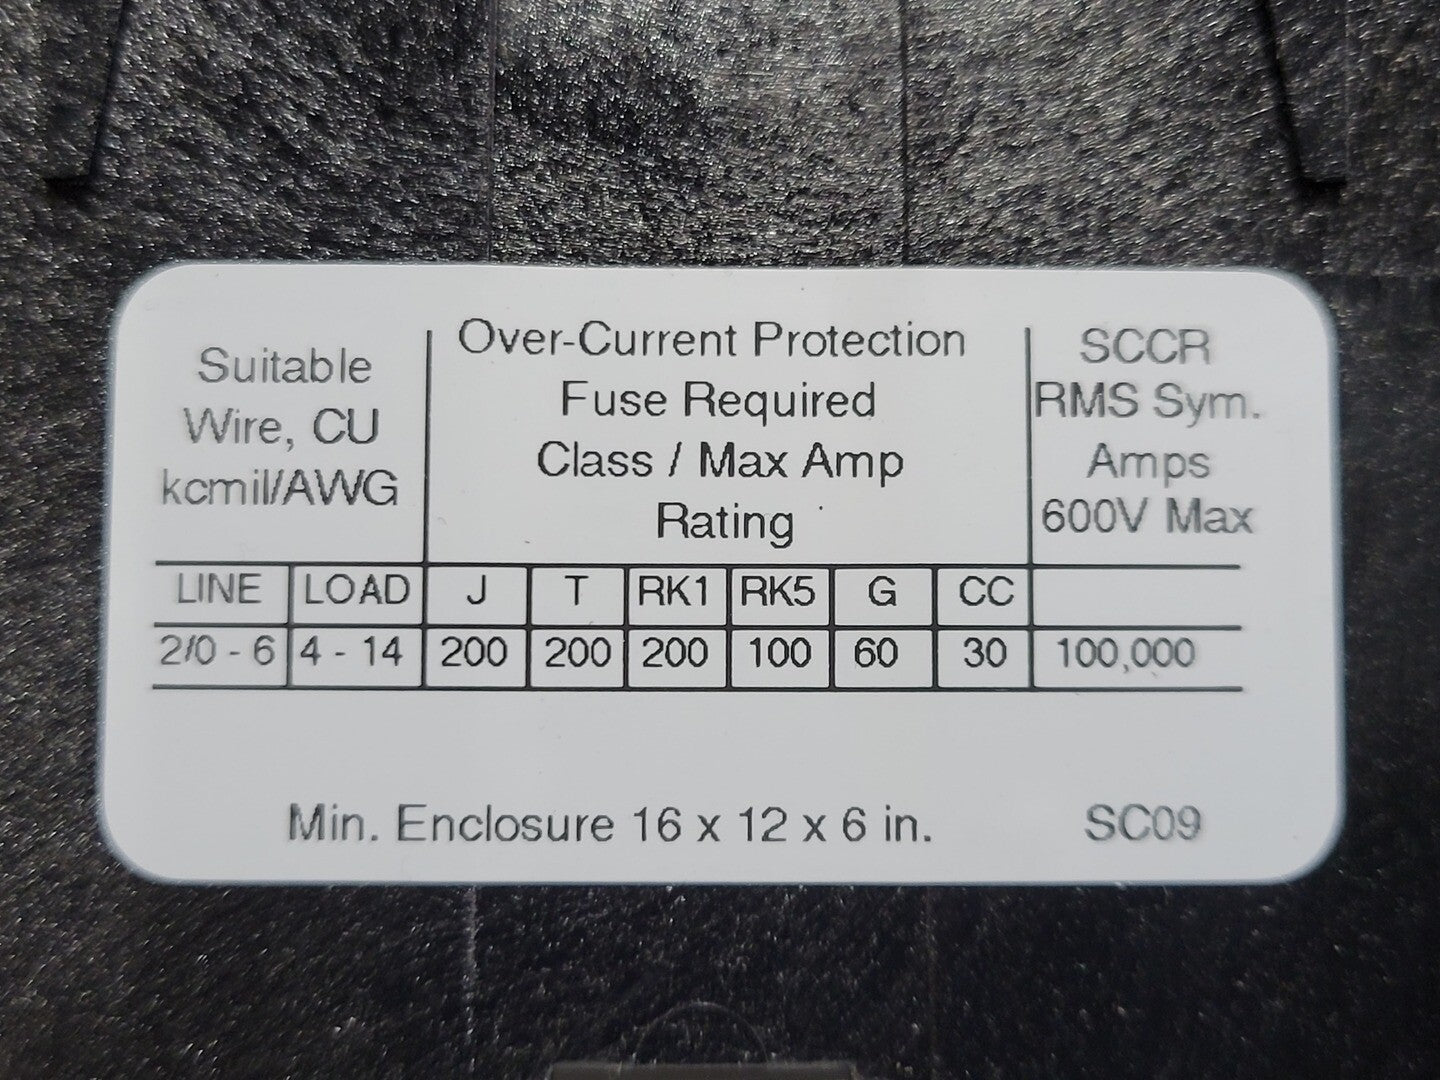 Suitable
Wire, CU
kcmil/AWG
Over-Current Protection
Fuse Required
Class / Max Amp
Rating
SCCR
RMS Sym.
Amps
600V Max
LINE LOAD J T RK1 RK5 G CC
2/0 - 6 4 - 14 200 200 200 100 60 30 100,000
Min. Enclosure 16 x 12 x 6 in. SC09